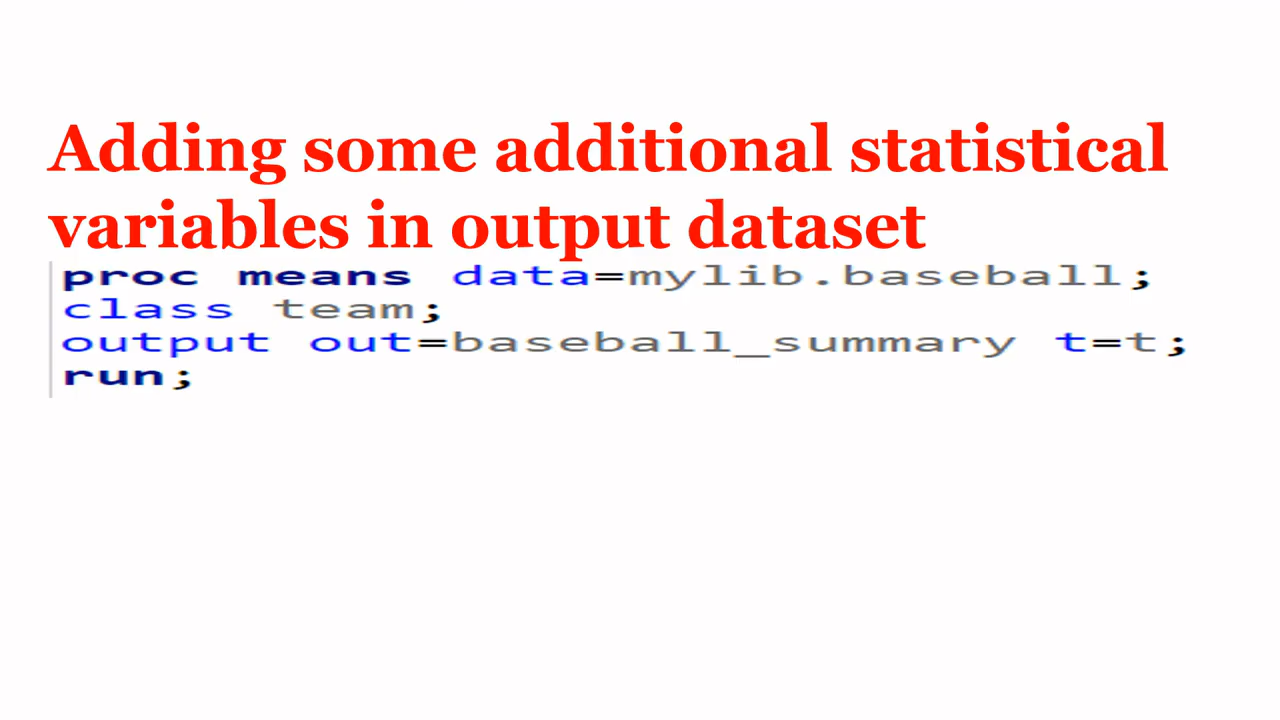 Adding some additional statistical
variables in output dataset
proc means data=mylib.baseball;
class team;
output out=baseball_summary t=t;
run;